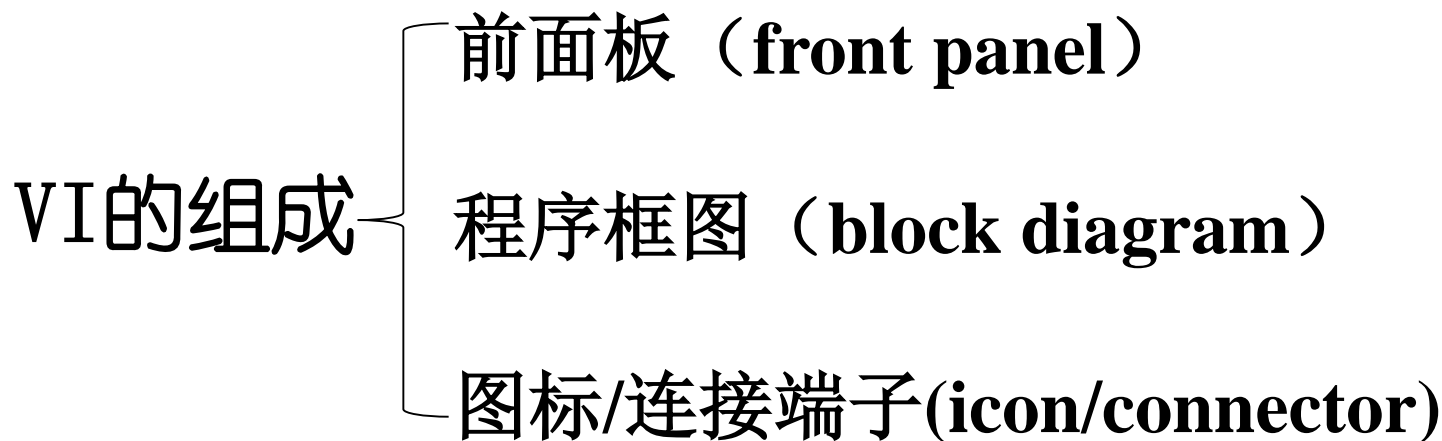 前面板（front panel）
VI的组成
程序框图（block diagram）
图标/连接端子(icon/connector)